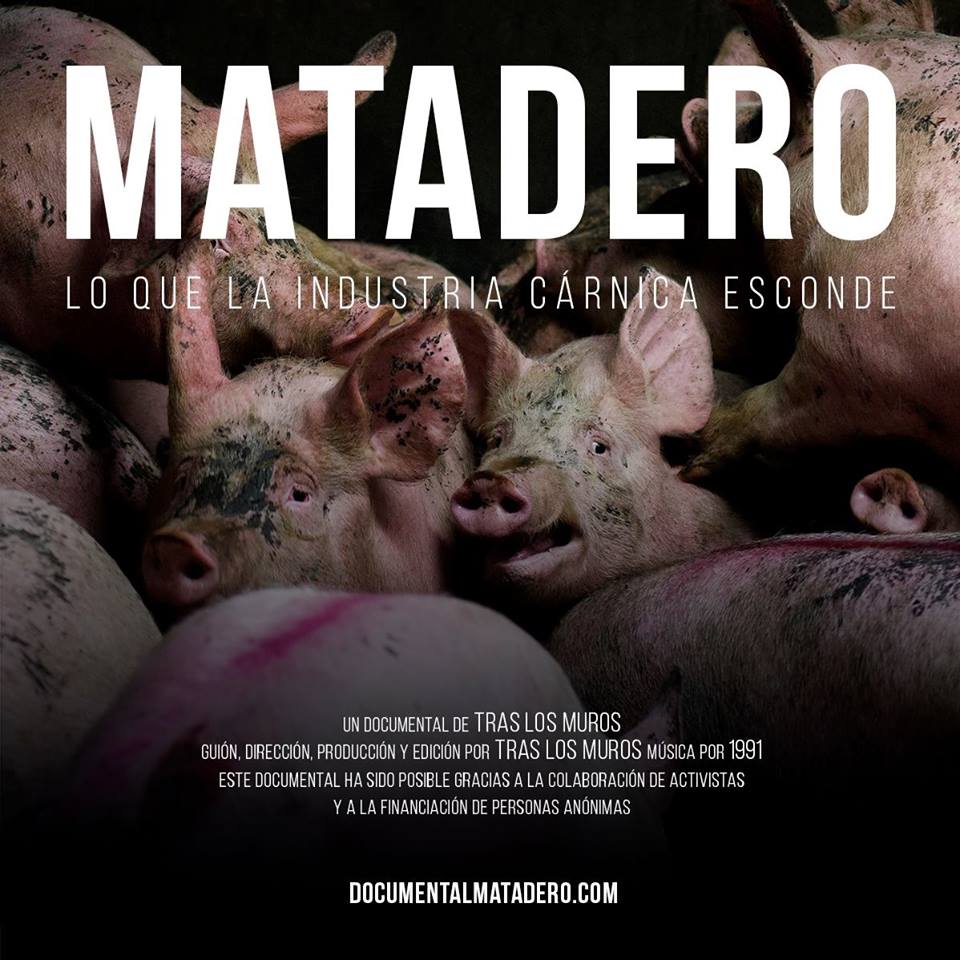 MATADERO
LO QUE LA INDUSTRIA CÁRNICA ESCONDE
UN DOCUMENTAL DE TRAS LOS MUROS
GUIÓN, DIRECCIÓN, PRODUCCIÓN Y EDICIÓN POR TRAS LOS MUROS MÚSICA POR 1991
ESTE DOCUMENTAL HA SIDO POSIBLE GRACIAS A LA COLABORACIÓN DE ACTIVISTAS
Y A LA FINANCIACIÓN DE PERSONAS ANÓNIMAS
DOCUMENTALMATADERO.COM